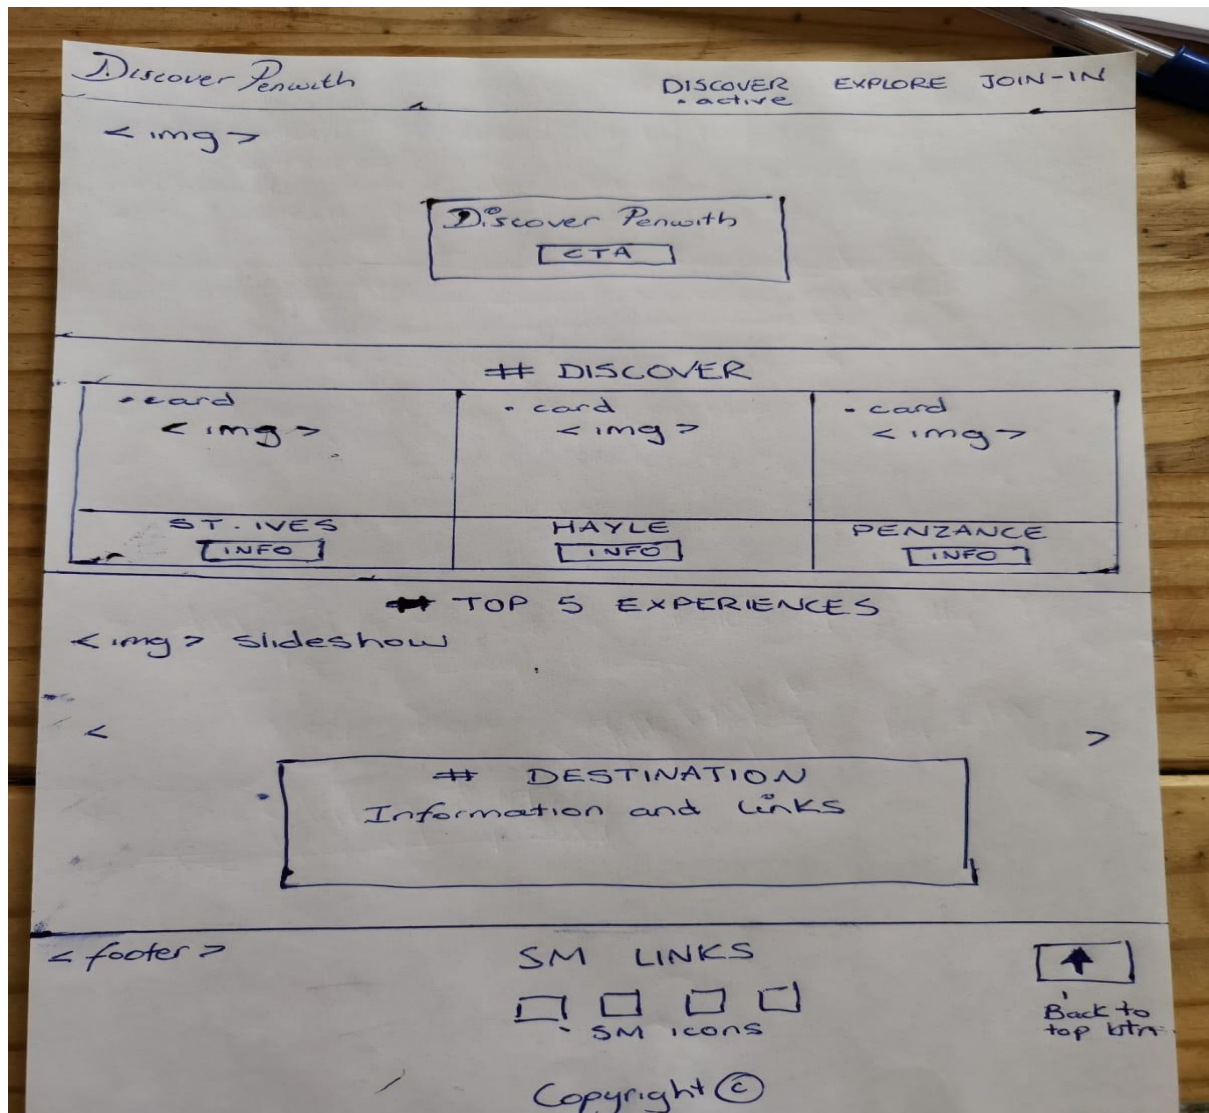 Discover Penwith DISCOVER EXPLORE JOIN-IN
. active
< img >
Discover Penwith
CTA
# DISCOVER
. card . card . card
< img > < img > < img >
ST. IVES HAYLE PENZANCE
INFO INFO INFO
# TOP 5 EXPERIENCES
< img > slideshow
< >
# DESTINATION
Information and Links
< footer > SM LINKS
SM icons
Back to
top btn
Copyright ©